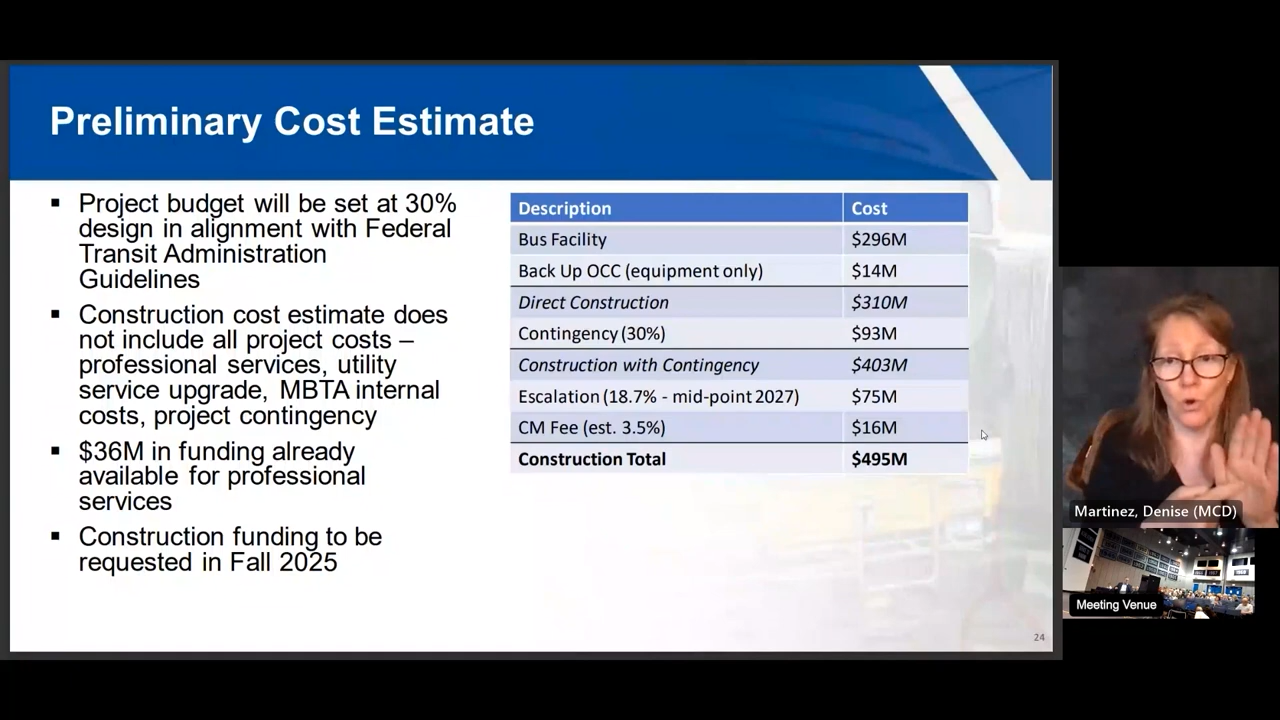 Preliminary Cost Estimate
▪ Project budget will be set at 30%
design in alignment with Federal
Transit Administration
Guidelines
▪ Construction cost estimate does
not include all project costs –
professional services, utility
service upgrade, MBTA internal
costs, project contingency
▪ $36M in funding already
available for professional
services
▪ Construction funding to be
requested in Fall 2025
Description Cost
Bus Facility $296M
Back Up OCC (equipment only) $14M
Direct Construction $310M
Contingency (30%) $93M
Construction with Contingency $403M
Escalation (18.7% - mid-point 2027) $75M
CM Fee (est. 3.5%) $16M
Construction Total $495M
24
Martinez, Denise (MCD)
Meeting Venue